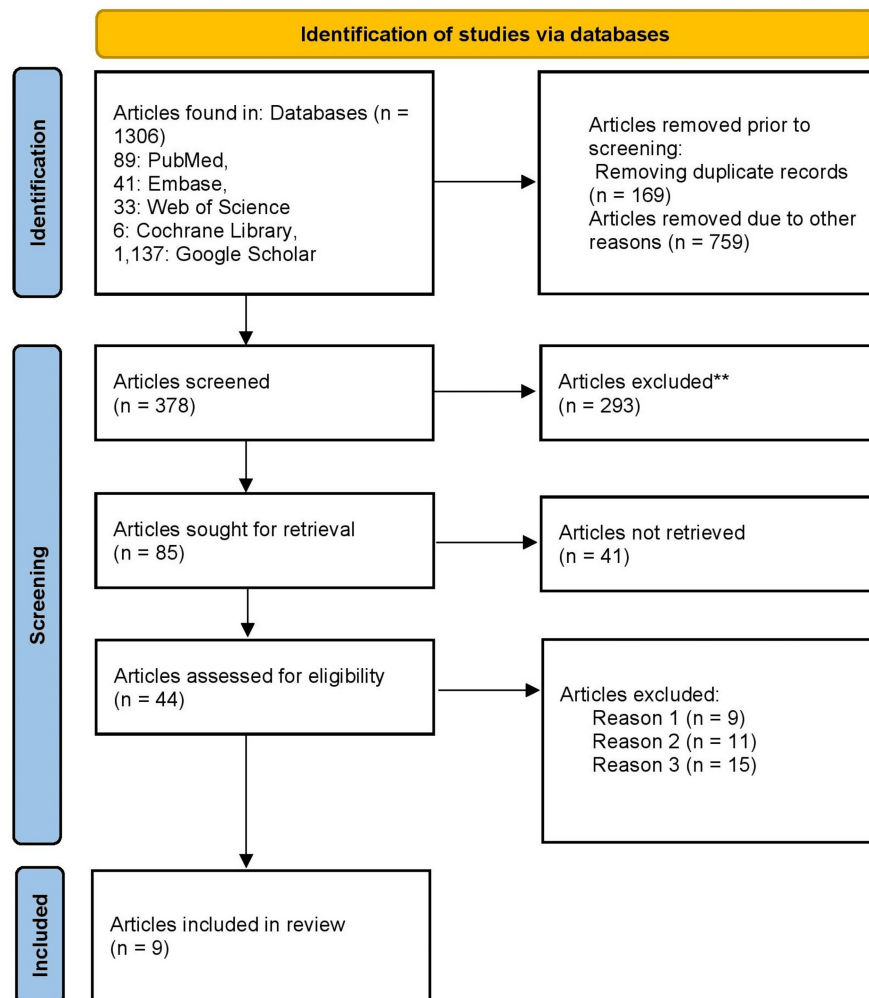 Identification of studies via databases
Identification
Articles found in: Databases (n =
1306)
89: PubMed,
41: Embase,
33: Web of Science
6: Cochrane Library,
1,137: Google Scholar
Articles removed prior to
screening:
Removing duplicate records
(n = 169)
Articles removed due to other
reasons (n = 759)
Screening
Articles screened
(n = 378)
Articles excluded**
(n = 293)
Articles sought for retrieval
(n = 85)
Articles not retrieved
(n = 41)
Articles assessed for eligibility
(n = 44)
Articles excluded:
Reason 1 (n = 9)
Reason 2 (n = 11)
Reason 3 (n = 15)
Included
Articles included in review
(n = 9)